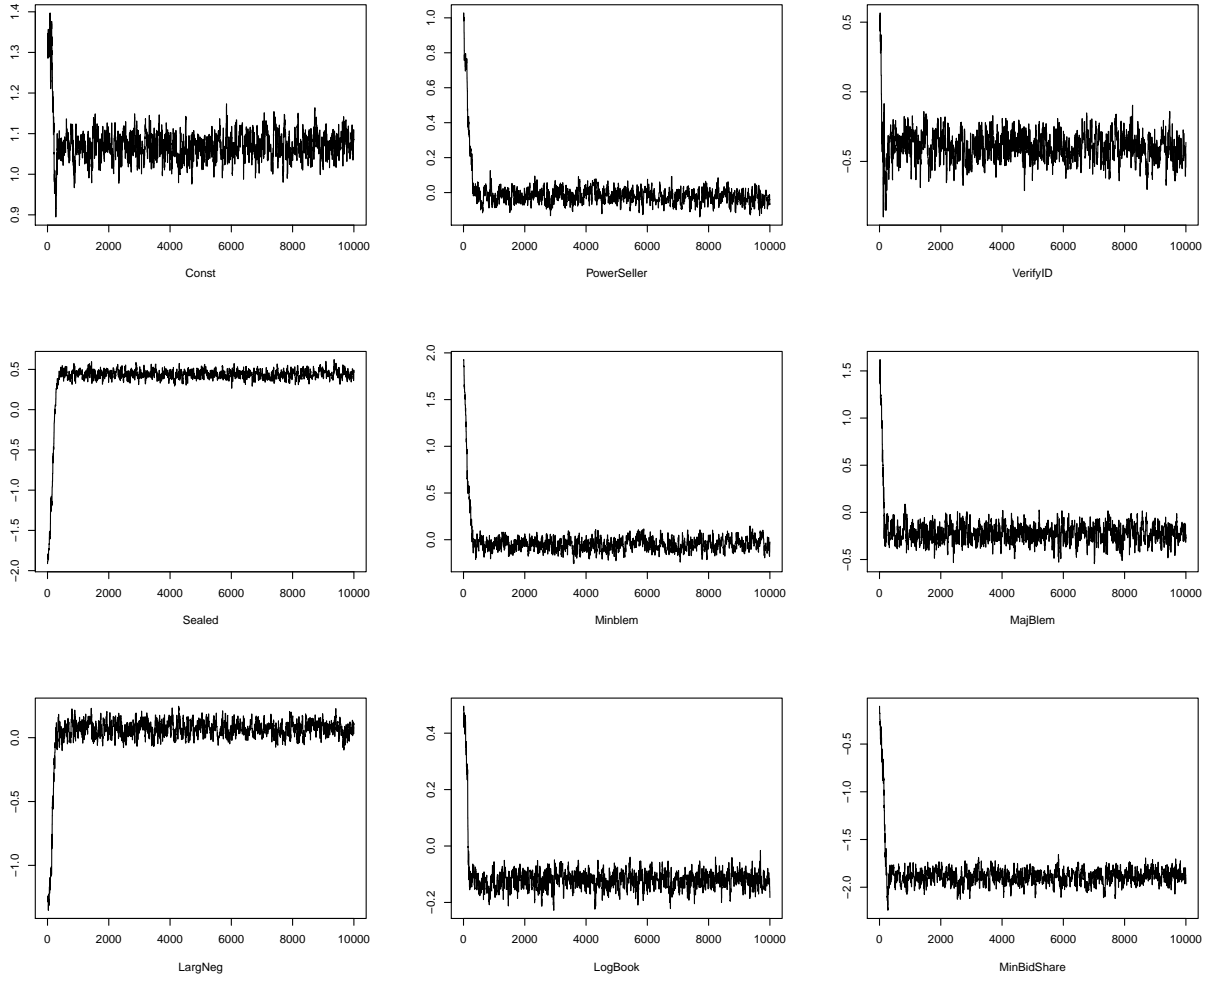 0.9 1.0 1.1 1.2 1.3 1.4
0 2000 4000 6000 8000 10000
Const
0.0 0.2 0.4 0.6 0.8 1.0
0 2000 4000 6000 8000 10000
PowerSeller
−0.5 0.0 0.5
0 2000 4000 6000 8000 10000
VerifyID
−2.0 −1.5 −1.0 −0.5 0.0 0.5
0 2000 4000 6000 8000 10000
Sealed
0.0 0.5 1.0 1.5 2.0
0 2000 4000 6000 8000 10000
Minblem
−0.5 0.0 0.5 1.0 1.5
0 2000 4000 6000 8000 10000
MajBlem
−1.0 −0.5 0.0
0 2000 4000 6000 8000 10000
LargNeg
−0.2 0.0 0.2 0.4
0 2000 4000 6000 8000 10000
LogBook
−2.0 −1.5 −1.0 −0.5
0 2000 4000 6000 8000 10000
MinBidShare